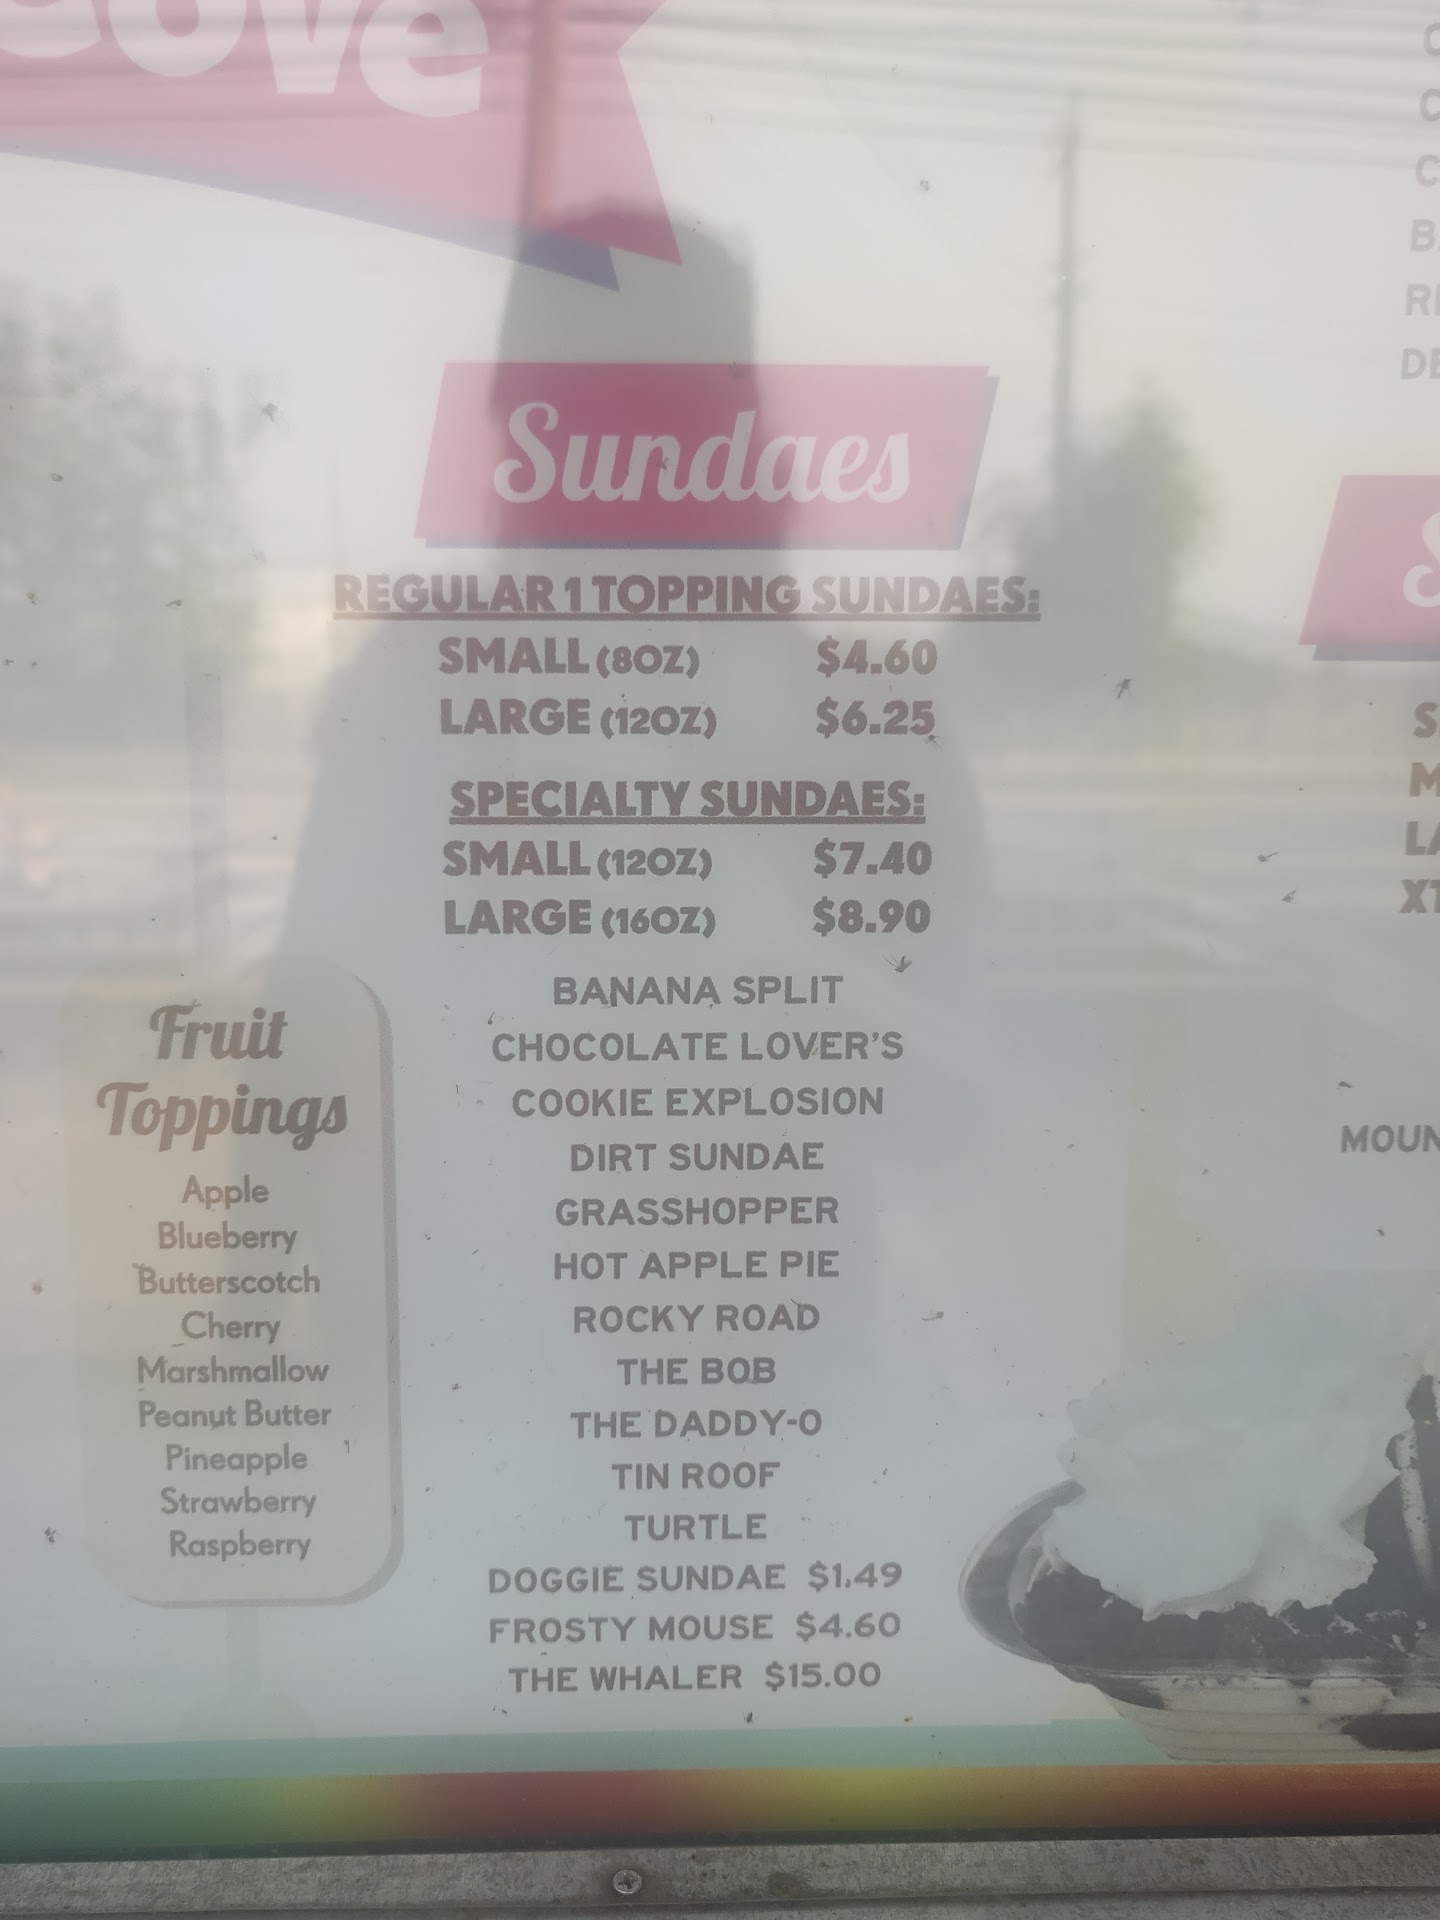 Sundaes
REGULAR 1 TOPPING SUNDAES:
SMALL (8OZ) $4.60
LARGE (12OZ) $6.25
SPECIALTY SUNDAES:
SMALL (12OZ) $7.40
LARGE (16OZ) $8.90
BANANA SPLIT
CHOCOLATE LOVER'S
COOKIE EXPLOSION
DIRT SUNDAE
GRASSHOPPER
HOT APPLE PIE
ROCKY ROAD
THE BOB
THE DADDY-O
TIN ROOF
TURTLE
DOGGIE SUNDAE $1.49
FROSTY MOUSE $4.60
THE WHALER $15.00
Fruit
Toppings
Apple
Blueberry
Butterscotch
Cherry
Marshmallow
Peanut Butter
Pineapple
Strawberry
Raspberry